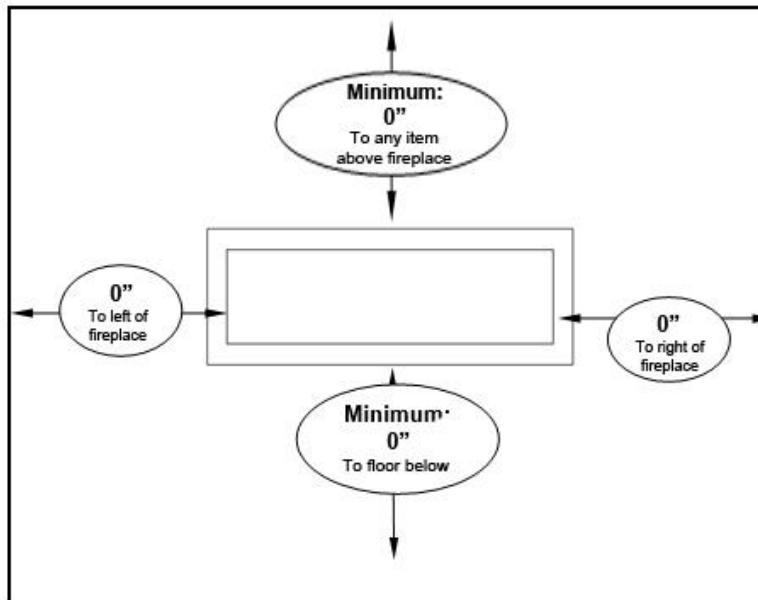 Minimum:
0”
To any item
above fireplace
0”
To left of
fireplace
0”
To right of
fireplace
Minimum:
0”
To floor below